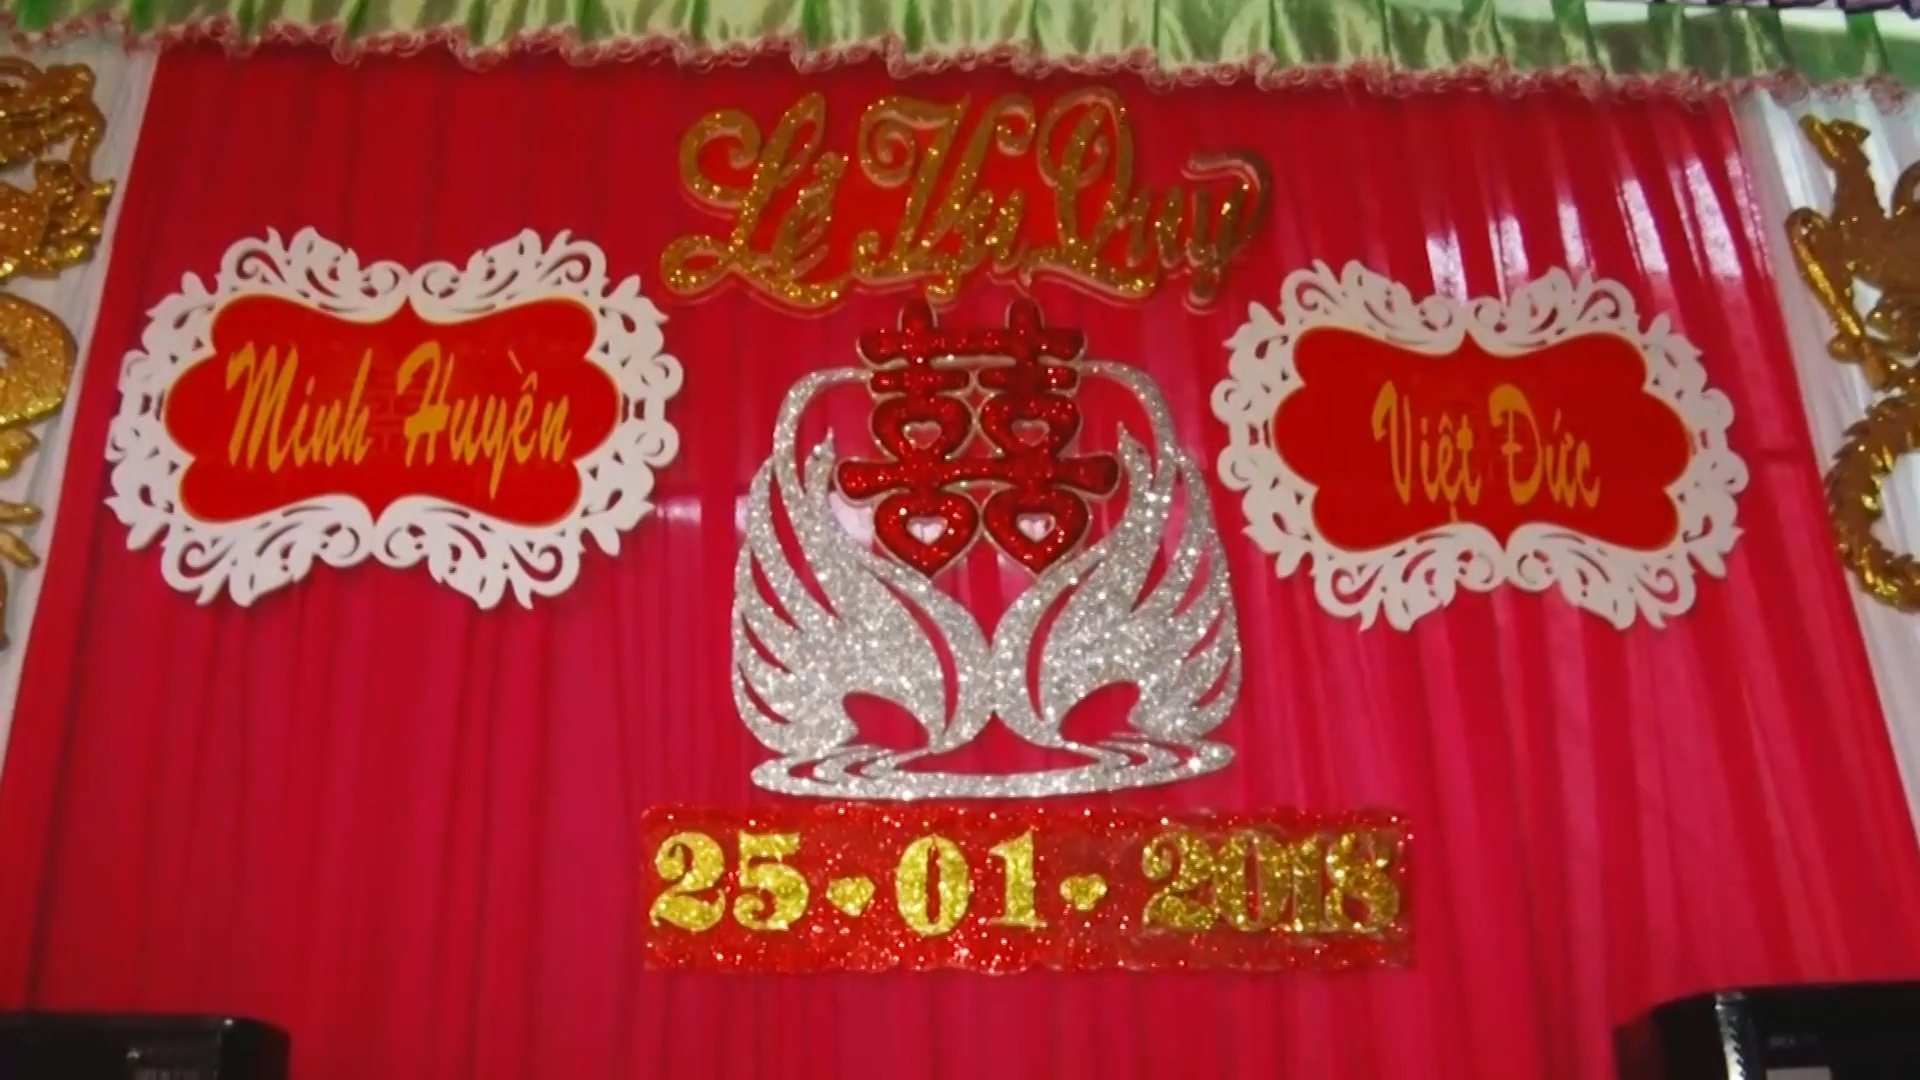 Lễ Vu Quy
Minh Huyền
Việt Đức
囍
25-01-2018